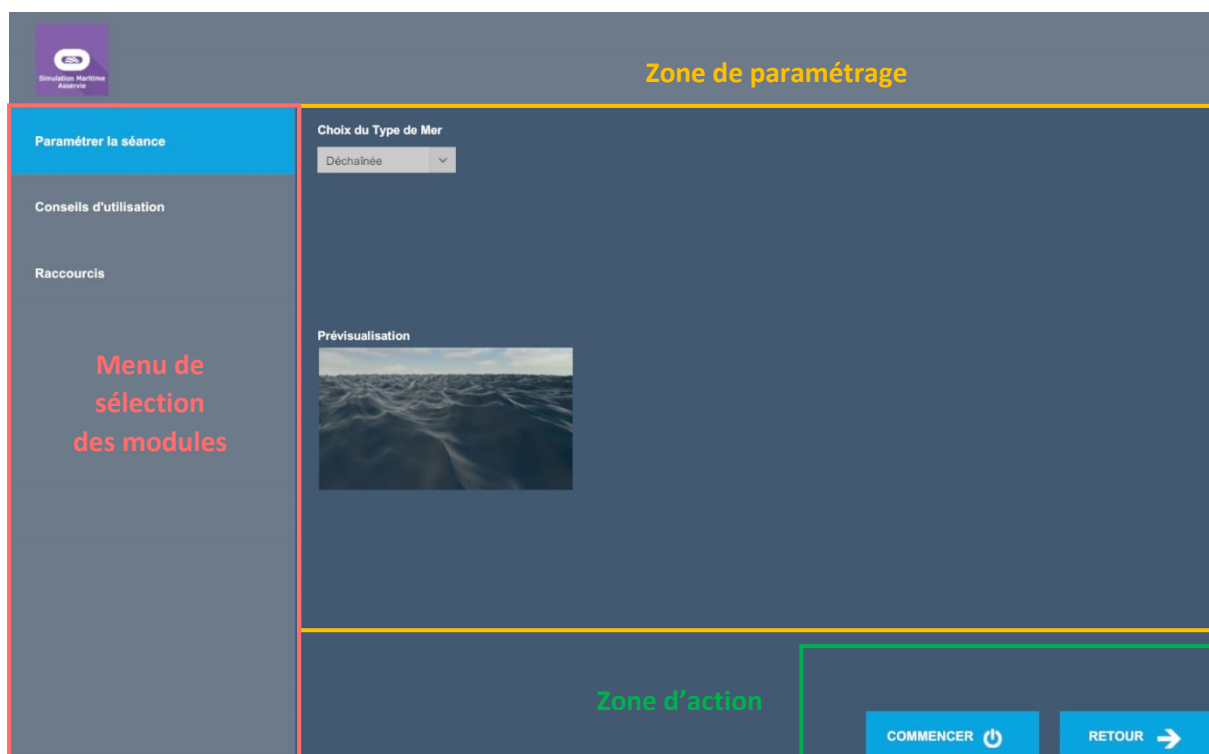 Simulation Maritime
Asservie
Zone de paramétrage
Paramétrer la séance
Conseils d'utilisation
Raccourcis
Menu de
sélection
des modules
Choix du Type de Mer
Déchaînée
Prévisualisation
Zone d’action
COMMENCER
RETOUR